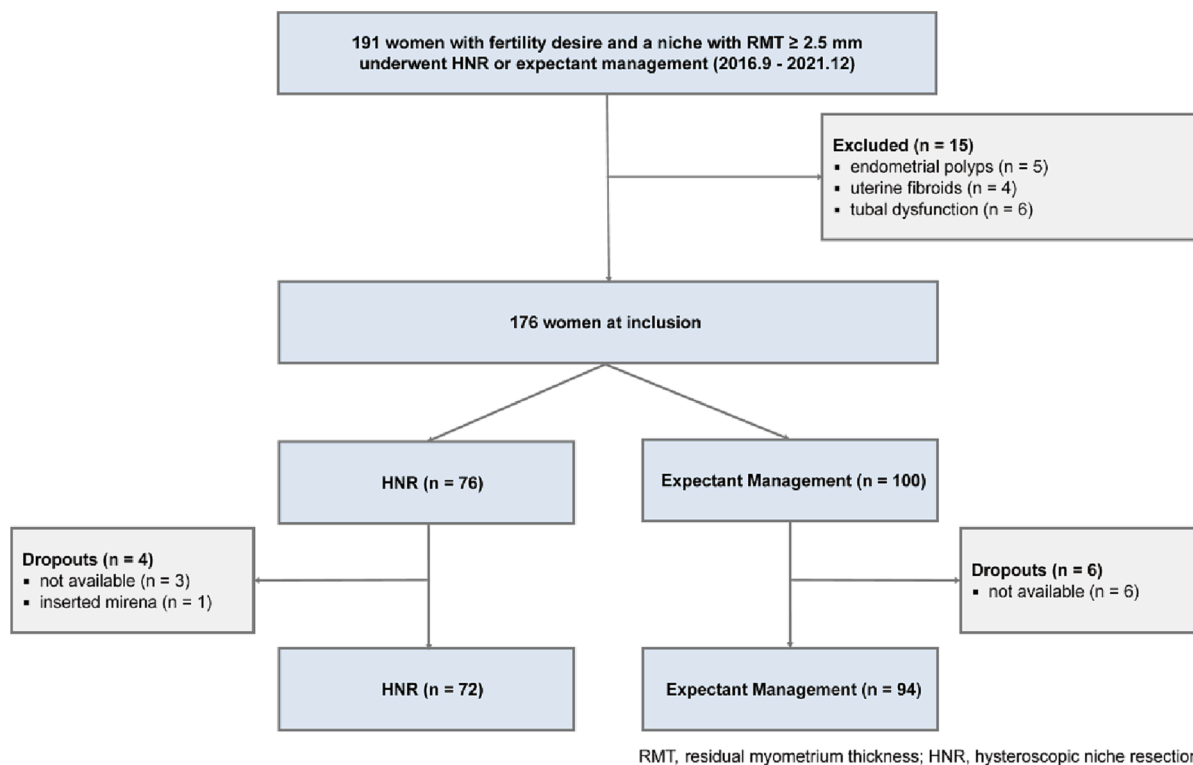 191 women with fertility desire and a niche with RMT ≥ 2.5 mm
underwent HNR or expectant management (2016.9 - 2021.12)
Excluded (n = 15)
▪ endometrial polyps (n = 5)
▪ uterine fibroids (n = 4)
▪ tubal dysfunction (n = 6)
176 women at inclusion
HNR (n = 76)
Expectant Management (n = 100)
Dropouts (n = 4)
▪ not available (n = 3)
▪ inserted mirena (n = 1)
Dropouts (n = 6)
▪ not available (n = 6)
HNR (n = 72)
Expectant Management (n = 94)
RMT, residual myometrium thickness; HNR, hysteroscopic niche resection